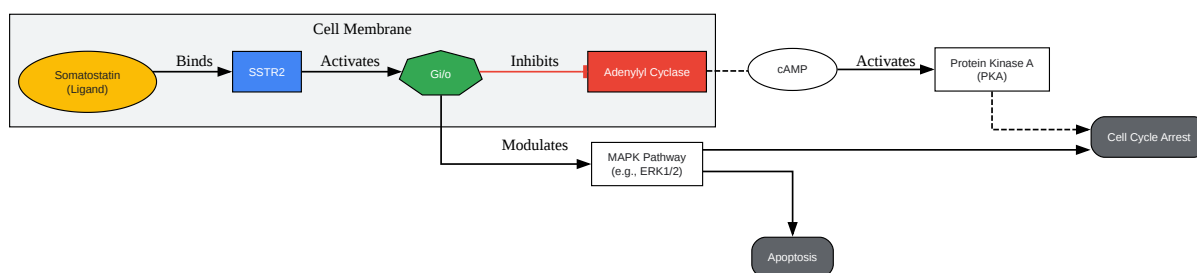 Cell Membrane
Somatostatin
(Ligand)
Binds
SSTR2
Activates
Gi/o
Inhibits
Adenylyl Cyclase
cAMP
Activates
Protein Kinase A
(PKA)
Cell Cycle Arrest
Modulates
MAPK Pathway
(e.g., ERK1/2)
Apoptosis